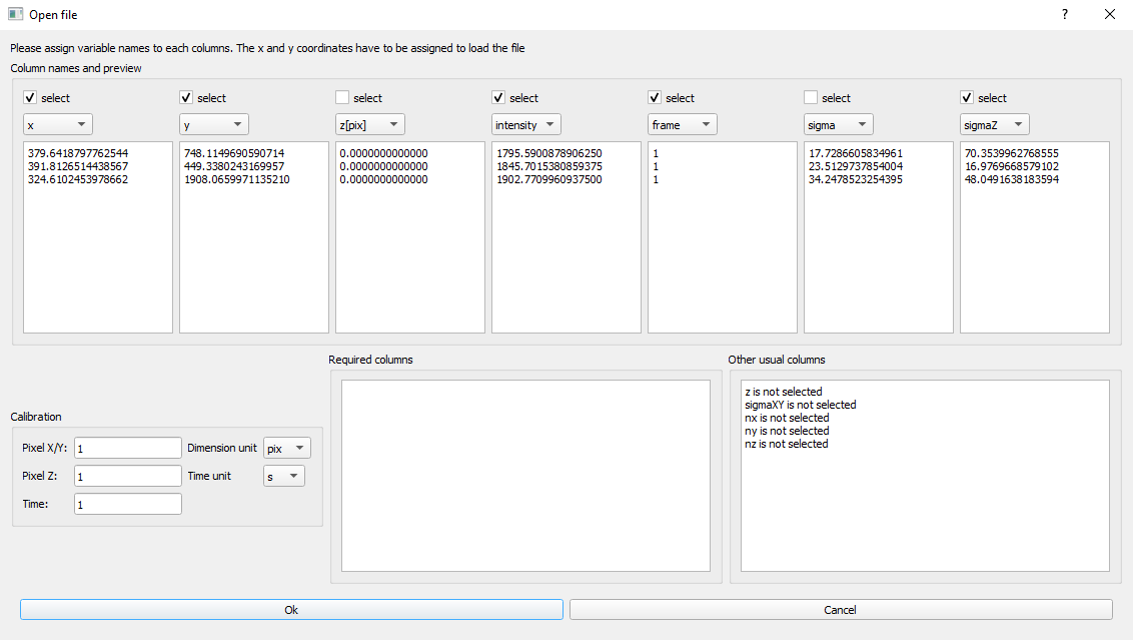 Open file
?
Please assign variable names to each columns. The x and y coordinates have to be assigned to load the file
Column names and preview
select select select select select select select
x y z[pix] intensity frame sigma sigmaZ
379.6418797762544 748.1149690590714 0.0000000000000 1795.5900878906250 1 17.7286605834961 70.3539962768555
391.8126514438567 449.3380243169957 0.0000000000000 1845.7015380859375 1 23.5129737854004 16.9769668579102
324.6102453978662 1908.0659971135210 0.0000000000000 1902.7709960937500 1 34.2478523254395 48.0491638183594
Required columns
Other usual columns
z is not selected
sigmaXY is not selected
nx is not selected
ny is not selected
nz is not selected
Calibration
Pixel X/Y: 1 Dimension unit pix
Pixel Z: 1 Time unit s
Time: 1
Ok Cancel